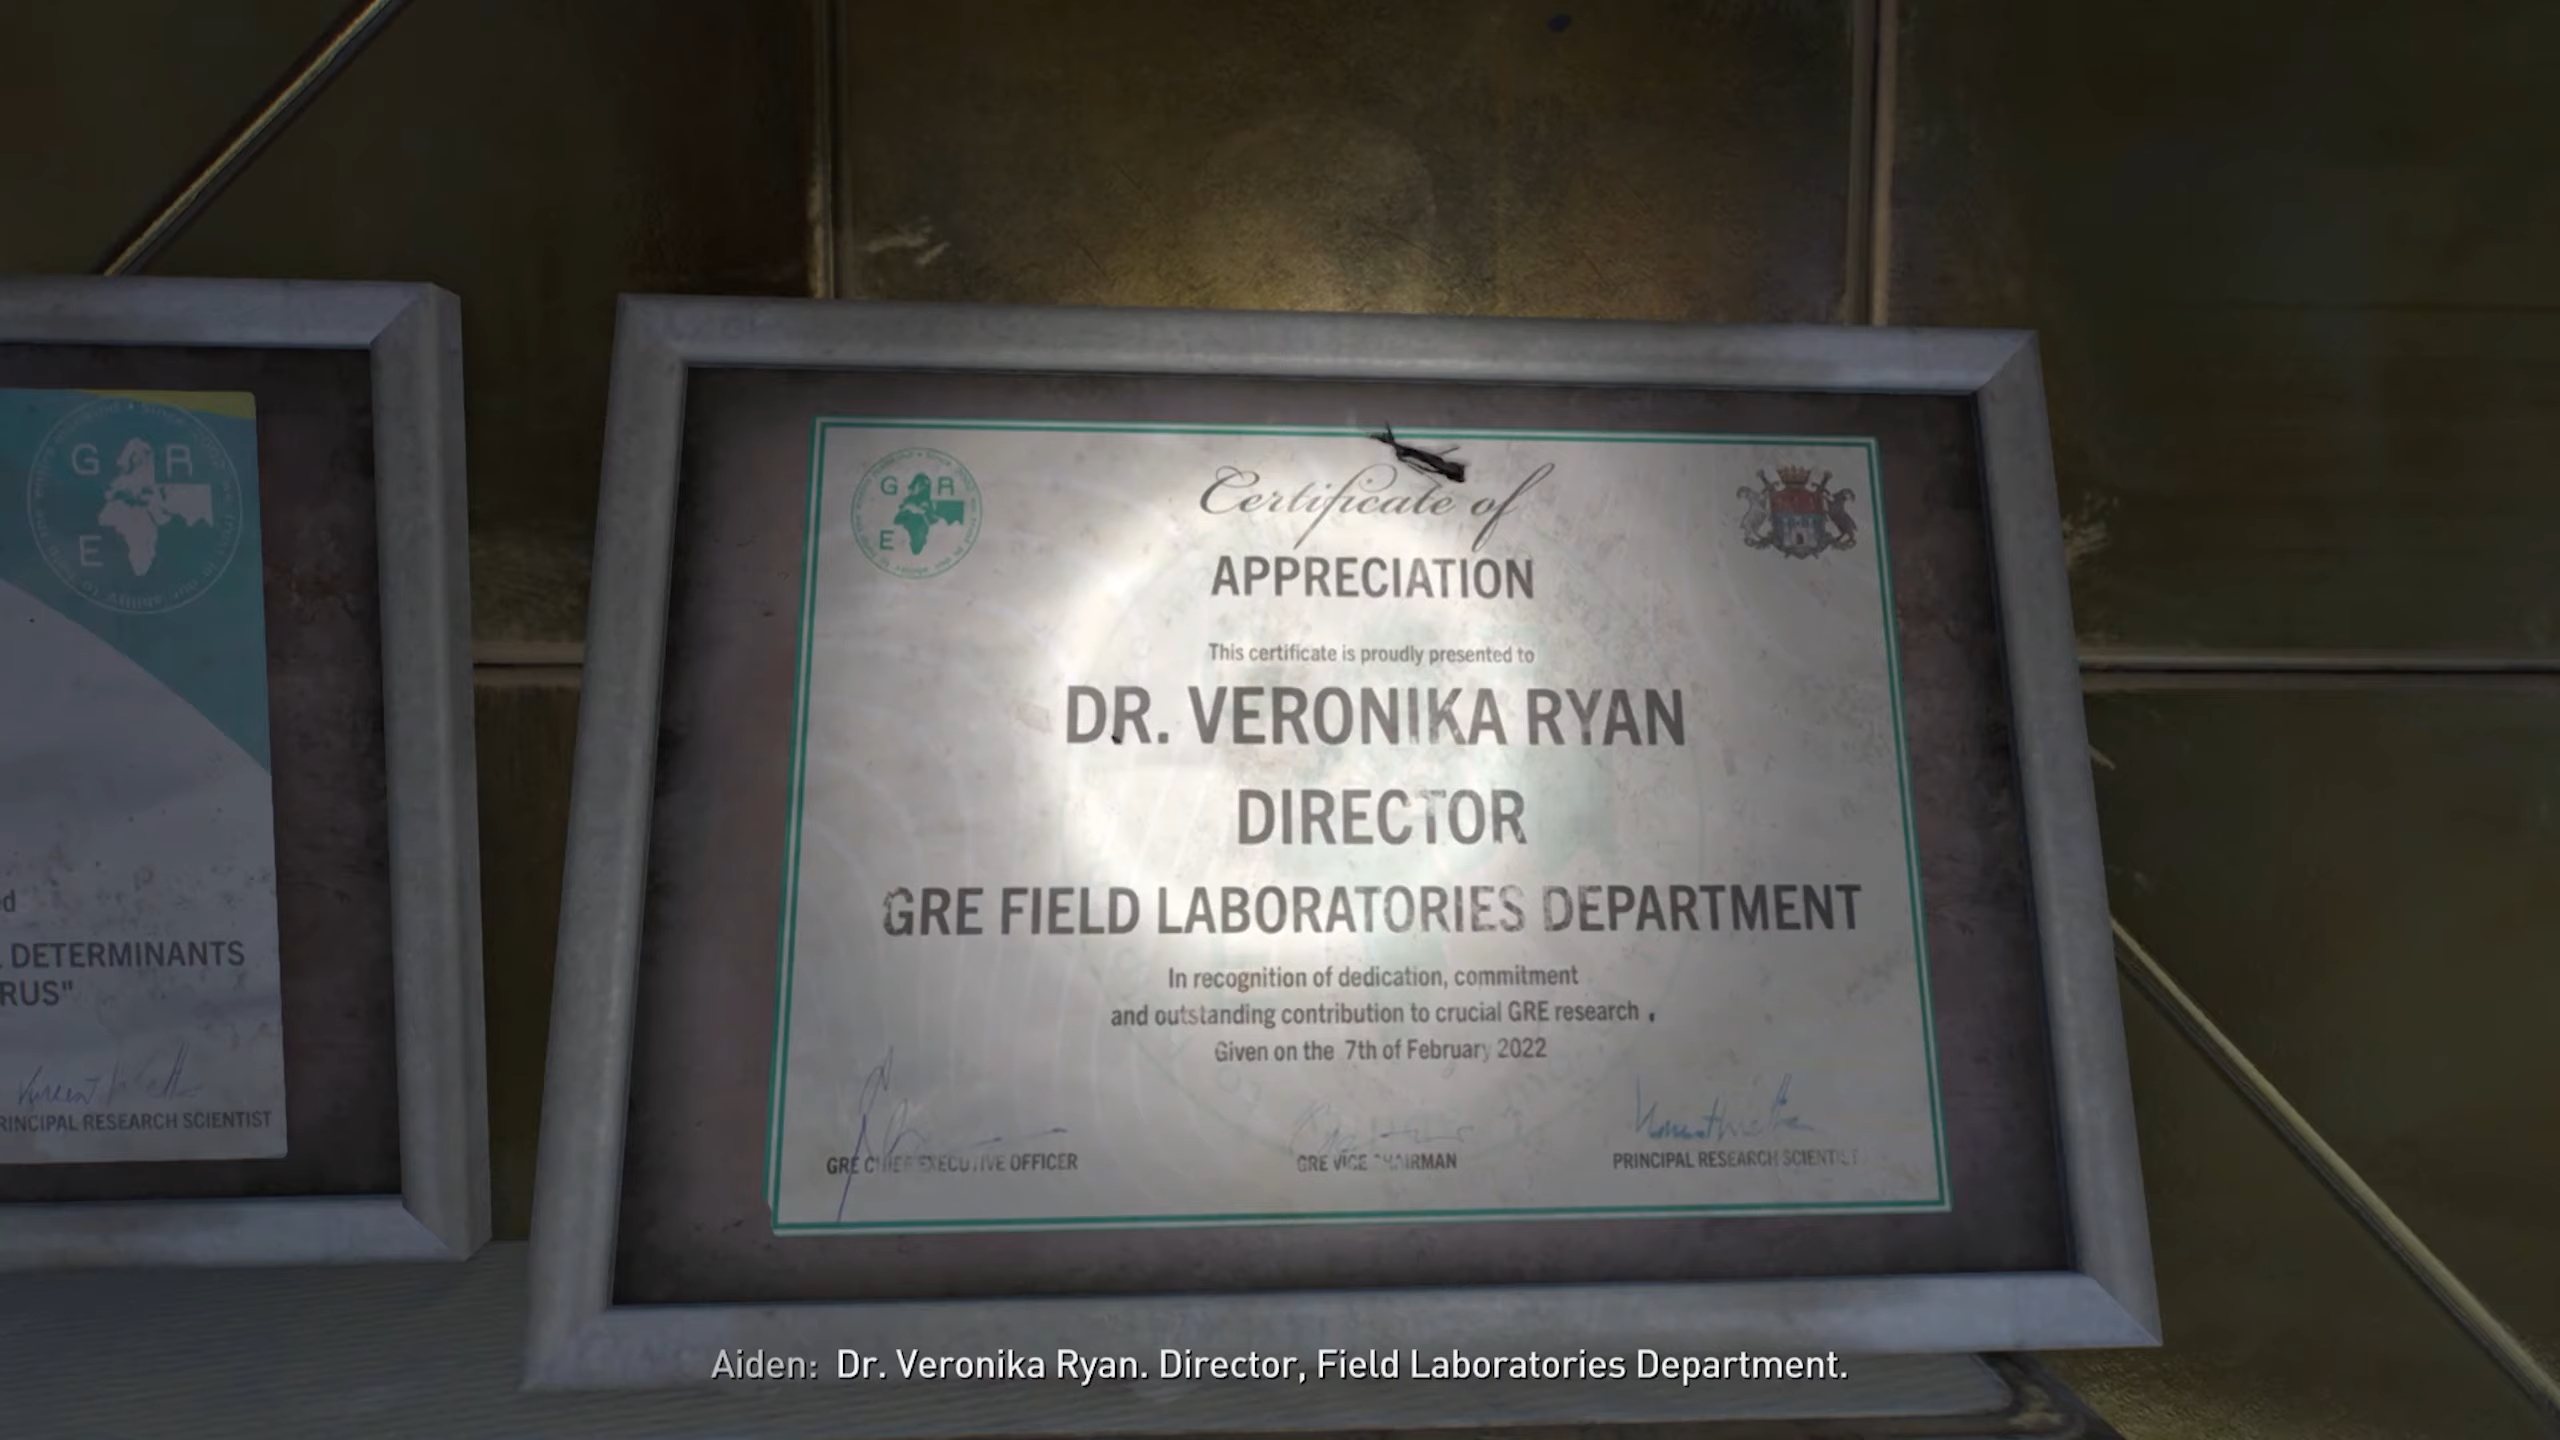 G R
E
d
DETERMINANTS
RUS"
PRINCIPAL RESEARCH SCIENTIST
G R
E
Certificate of
APPRECIATION
This certificate is proudly presented to
DR. VERONIKA RYAN
DIRECTOR
GRE FIELD LABORATORIES DEPARTMENT
In recognition of dedication, commitment
and outstanding contribution to crucial GRE research .
Given on the 7th of February 2022
GRE CHIEF EXECUTIVE OFFICER
GRE VICE CHAIRMAN
PRINCIPAL RESEARCH SCIENTIST
Aiden: Dr. Veronika Ryan. Director, Field Laboratories Department.